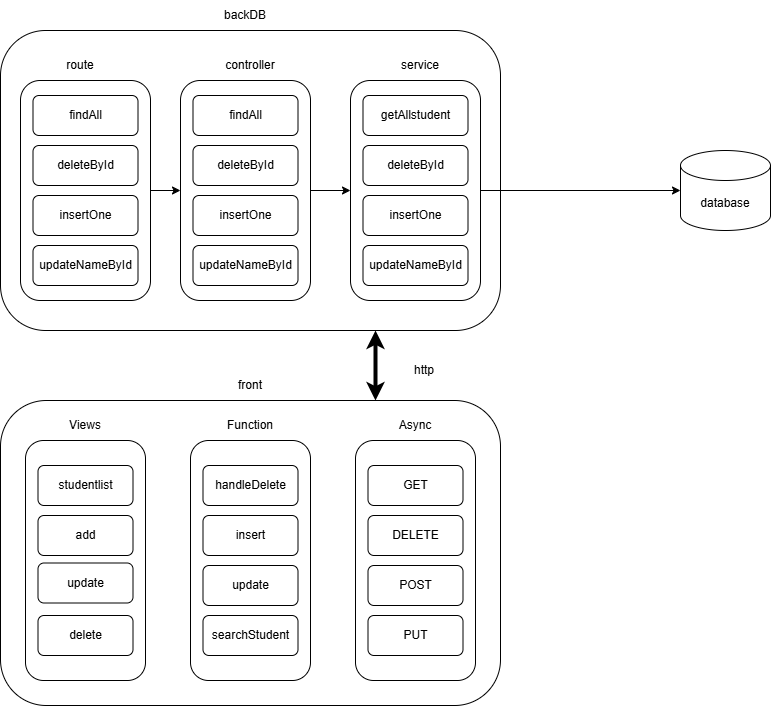 backDB
route
controller
service
findAll
findAll
getAllstudent
deleteById
deleteById
deleteById
insertOne
insertOne
insertOne
updateNameById
updateNameById
updateNameById
database
http
front
Views
Function
Async
studentlist
handleDelete
GET
add
insert
DELETE
update
update
POST
delete
searchStudent
PUT